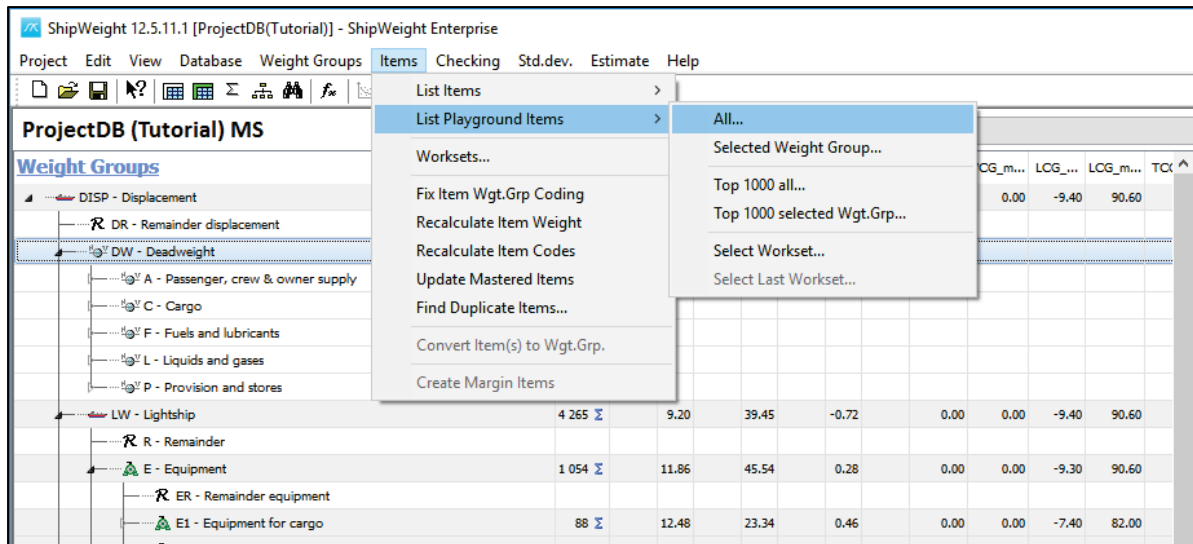 ShipWeight 12.5.11.1 [ProjectDB(Tutorial)] - ShipWeight Enterprise
Project Edit View Database Weight Groups Items Checking Std.dev. Estimate Help
List Items
List Playground Items
Worksets...
Fix Item Wgt.Grp Coding
Recalculate Item Weight
Recalculate Item Codes
Update Mastered Items
Find Duplicate Items...
Convert Item(s) to Wgt.Grp.
Create Margin Items
All...
Selected Weight Group...
Top 1000 all...
Top 1000 selected Wgt.Grp...
Select Workset...
Select Last Workset...
ProjectDB (Tutorial) MS
Weight Groups
CG_m... LCG_... LCG_m... TCG
DISP - Displacement 0.00 -9.40 90.60
R DR - Remainder displacement
DW - Deadweight
A - Passenger, crew & owner supply
C - Cargo
F - Fuels and lubricants
L - Liquids and gases
P - Provision and stores
LW - Lightship 4 265 Σ 9.20 39.45 -0.72 0.00 0.00 -9.40 90.60
R R - Remainder
E - Equipment 1 054 Σ 11.86 45.54 0.28 0.00 0.00 -9.30 90.60
R ER - Remainder equipment
E1 - Equipment for cargo 88 Σ 12.48 23.34 0.46 0.00 0.00 -7.40 82.00